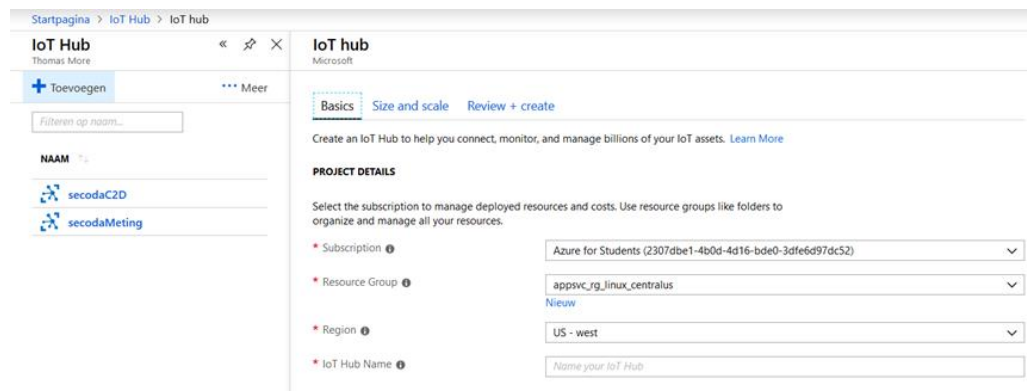 Startpagina > IoT Hub > IoT hub
IoT Hub
Thomas More
Toevoegen
Meer
Filteren op naam...
NAAM
secodaC2D
secodaMeting
IoT hub
Microsoft
Basics Size and scale Review + create
Create an IoT Hub to help you connect, monitor, and manage billions of your IoT assets. Learn More
PROJECT DETAILS
Select the subscription to manage deployed resources and costs. Use resource groups like folders to
organize and manage all your resources.
* Subscription
Azure for Students (2307dbe1-4b0d-4d16-bde0-3dfe6d97dc52)
* Resource Group
appsvc_rg_linux_centralus
Nieuw
* Region
US - west
* IoT Hub Name
Name your IoT Hub